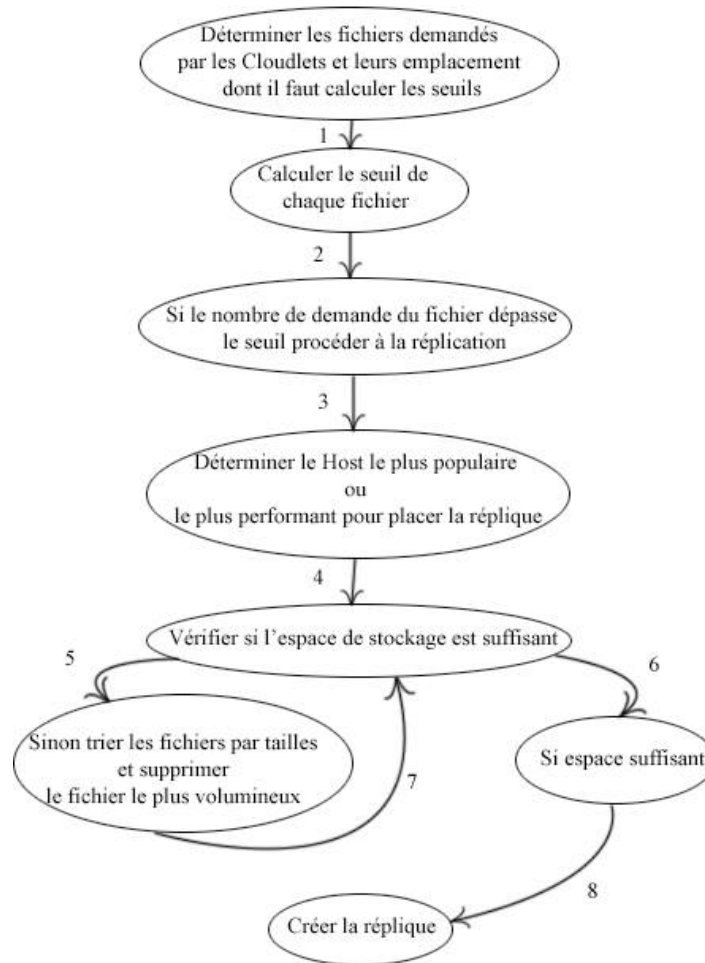 Déterminer les fichiers demandés
par les Cloudlets et leurs emplacement
dont il faut calculer les seuils
1
Calculer le seuil de
chaque fichier
2
Si le nombre de demande du fichier dépasse
le seuil procéder à la réplication
3
Déterminer le Host le plus populaire
ou
le plus performant pour placer la réplique
4
Vérifier si l'espace de stockage est suffisant
5
6
Sinon trier les fichiers par tailles
et supprimer
le fichier le plus volumineux
Si espace suffisant
7
8
Créer la réplique